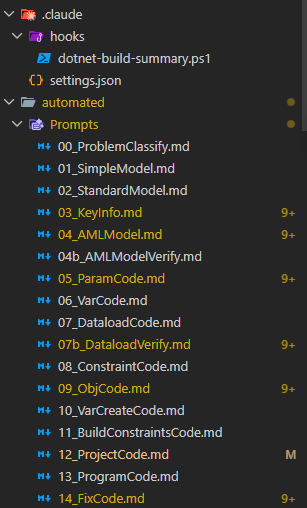 .claude
hooks
dotnet-build-summary.ps1
{} settings.json
automated
Prompts
00_ProblemClassify.md
01_SimpleModel.md
02_StandardModel.md
03_KeyInfo.md 9+
04_AMLModel.md 9+
04b_AMLModelVerify.md
05_ParamCode.md 9+
06_VarCode.md
07_DataloadCode.md
07b_DataloadVerify.md 9+
08_ConstraintCode.md
09_ObjCode.md 9+
10_VarCreateCode.md
11_BuildConstraintsCode.md
12_ProjectCode.md M
13_ProgramCode.md
14_FixCode.md 9+